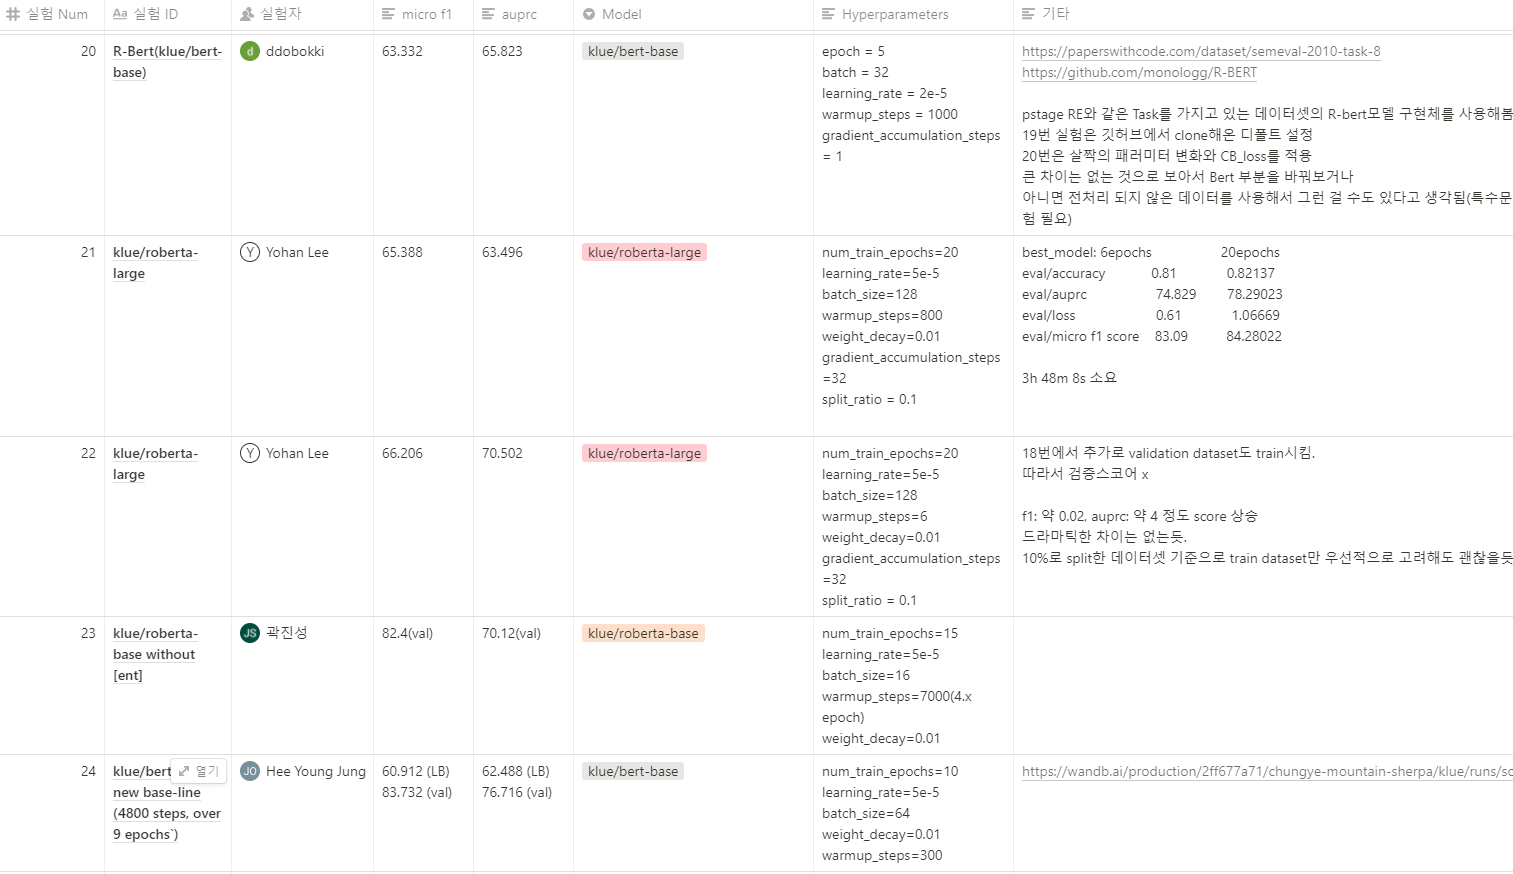 실험 Num
실험 ID
실험자
micro f1
auprc
Model
Hyperparameters
기타
20
R-Bert(klue/bert-
base)
d
ddobokki
63.332
65.823
klue/bert-base
epoch = 5
batch = 32
learning_rate = 2e-5
warmup_steps = 1000
gradient_accumulation_steps
= 1
https://paperswithcode.com/dataset/semeval-2010-task-8
https://github.com/monologg/R-BERT
pstage RE와 같은 Task를 가지고 있는 데이터셋의 R-bert모델 구현체를 사용해봄
19번 실험은 깃허브에서 clone해온 디폴트 설정
20번은 살짝의 패러미터 변화와 CB_loss를 적용
큰 차이는 없는 것으로 보아서 Bert 부분을 바꿔보거나
아니면 전처리 되지 않은 데이터를 사용해서 그런 걸 수도 있다고 생각됨(특수문
험 필요)
21
klue/roberta-
large
Y
Yohan Lee
65.388
63.496
klue/roberta-large
num_train_epochs=20
learning_rate=5e-5
batch_size=128
warmup_steps=800
weight_decay=0.01
gradient_accumulation_steps
=32
split_ratio = 0.1
best_model: 6epochs 20epochs
eval/accuracy 0.81 0.82137
eval/auprc 74.829 78.29023
eval/loss 0.61 1.06669
eval/micro f1 score 83.09 84.28022
3h 48m 8s 소요
22
klue/roberta-
large
Y
Yohan Lee
66.206
70.502
klue/roberta-large
num_train_epochs=20
learning_rate=5e-5
batch_size=128
warmup_steps=6
weight_decay=0.01
gradient_accumulation_steps
=32
split_ratio = 0.1
18번에서 추가로 validation dataset도 train시킴.
따라서 검증스코어 x
f1: 약 0.02, auprc: 약 4 정도 score 상승
드라마틱한 차이는 없는듯.
10%로 split한 데이터셋 기준으로 train dataset만 우선적으로 고려해도 괜찮을듯
23
klue/roberta-
base without
[ent]
JS
곽진성
82.4(val)
70.12(val)
klue/roberta-base
num_train_epochs=15
learning_rate=5e-5
batch_size=16
warmup_steps=7000(4.x
epoch)
weight_decay=0.01
24
klue/bert
열기
new base-line
(4800 steps, over
9 epochs`)
JO
Hee Young Jung
60.912 (LB)
83.732 (val)
62.488 (LB)
76.716 (val)
klue/bert-base
num_train_epochs=10
learning_rate=5e-5
batch_size=64
weight_decay=0.01
warmup_steps=300
https://wandb.ai/production/2ff677a71/chungye-mountain-sherpa/klue/runs/sc